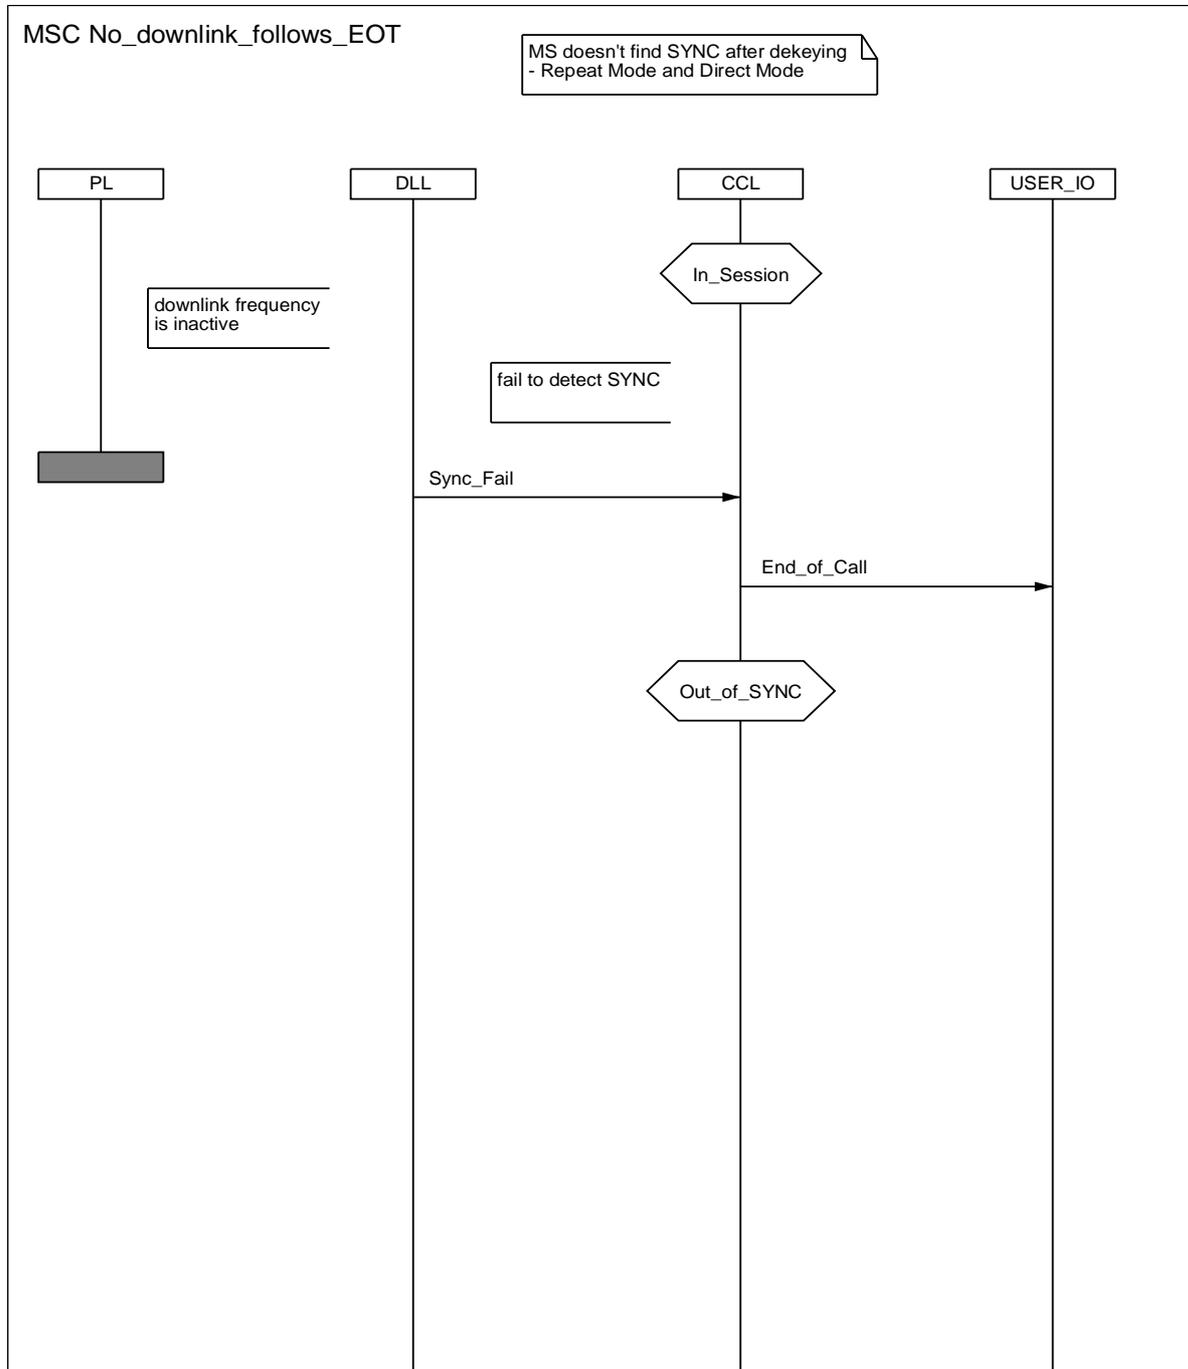 MSC No_downlink_follows_EOT
MS doesn't find SYNC after dekeying
- Repeat Mode and Direct Mode
PL
DLL
CCL
USER_IO
In_Session
downlink frequency
is inactive
fail to detect SYNC
Sync_Fail
End_of_Call
Out_of_SYNC